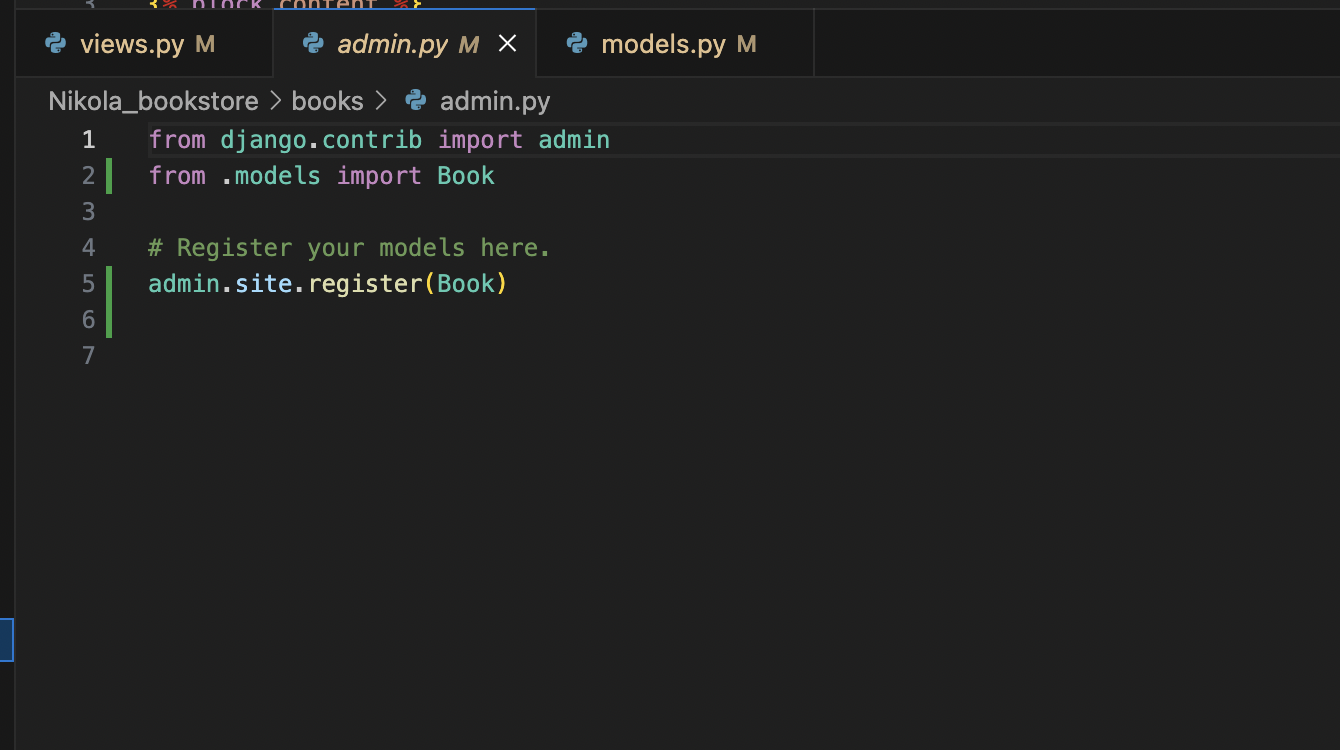 3 {% block content %}
views.py M admin.py M models.py M
Nikola_bookstore > books > admin.py
1 from django.contrib import admin
2 from .models import Book
3
4 # Register your models here.
5 admin.site.register(Book)
6
7